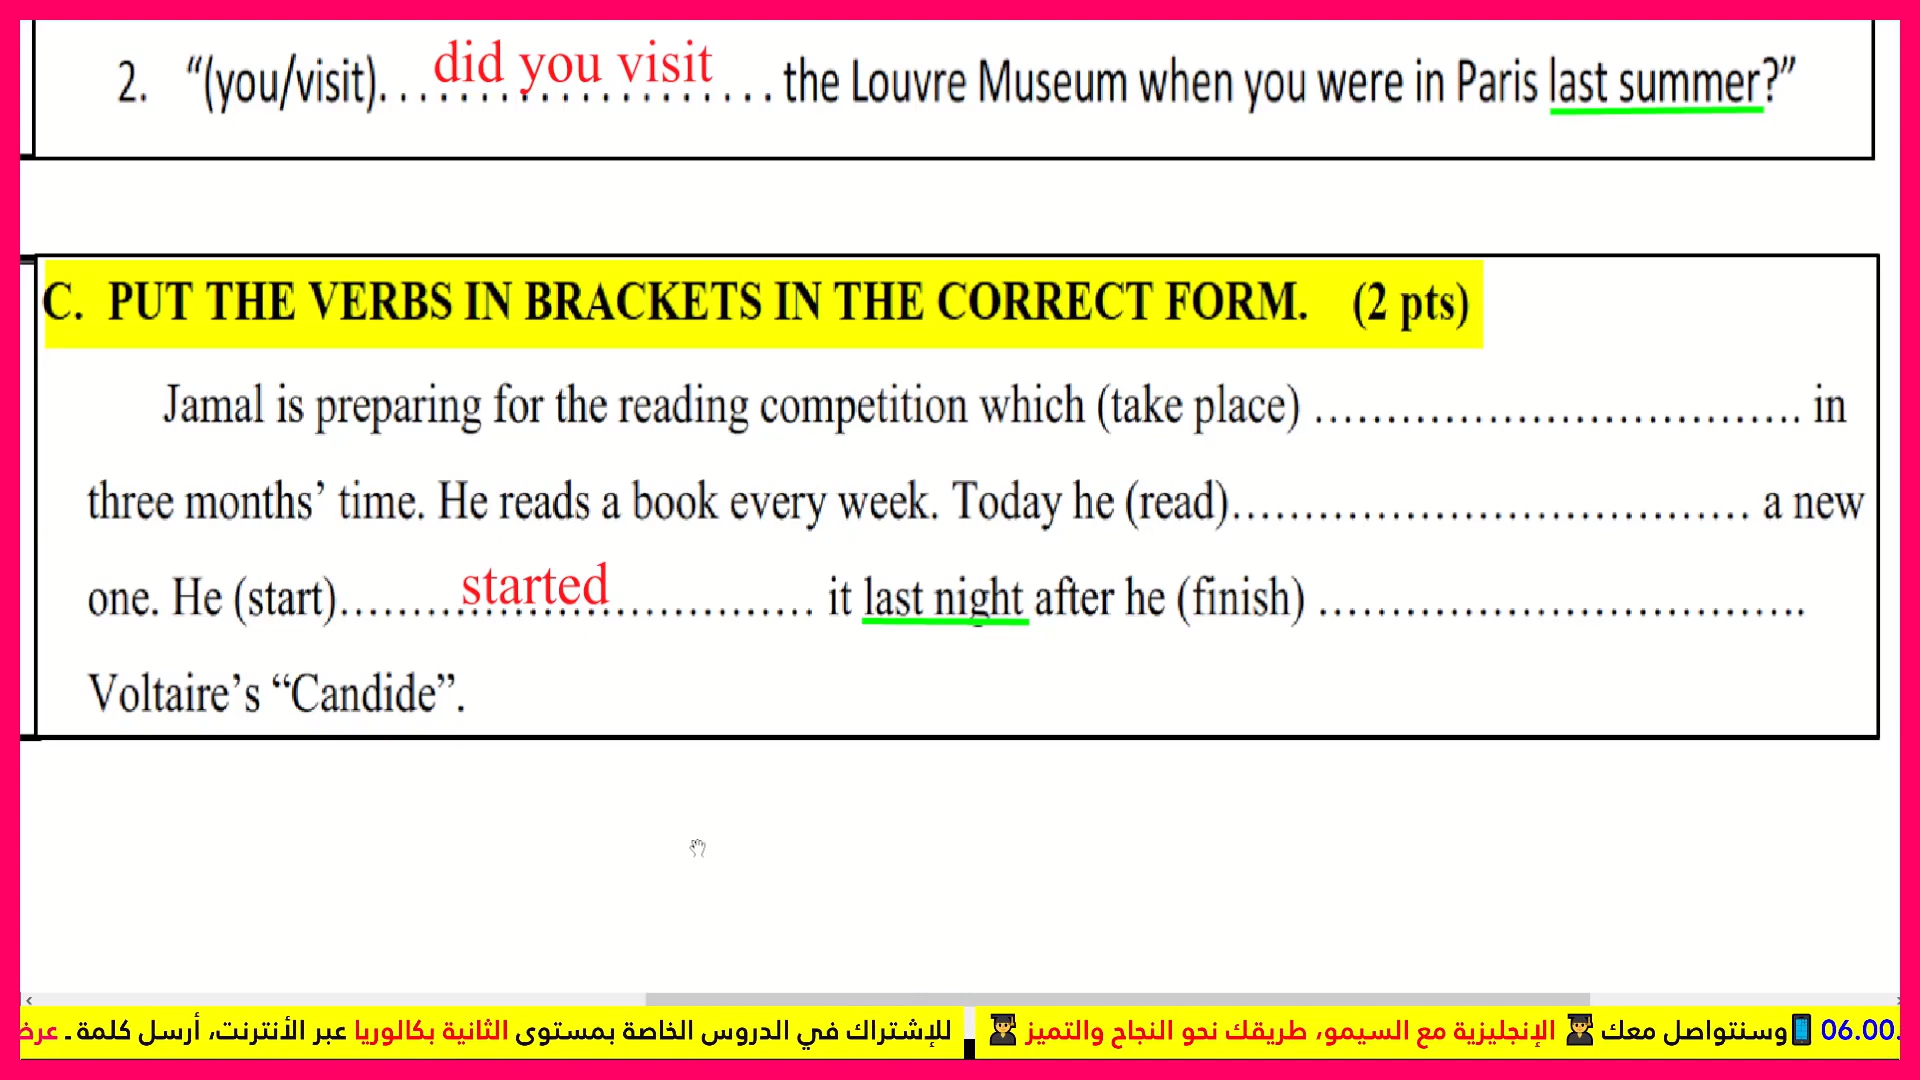 2. “(you/visit). . . . did you visit . . . . the Louvre Museum when you were in Paris last summer?”
C. PUT THE VERBS IN BRACKETS IN THE CORRECT FORM. (2 pts)
Jamal is preparing for the reading competition which (take place) ………………………… in
three months’ time. He reads a book every week. Today he (read)………………………… a new
one. He (start)……… started ……… it last night after he (finish) …………………………
Voltaire’s “Candide”.
للإشتراك في الدروس الخاصة بمستوى الثانية بكالوريا عبر الأنترنت، أرسل كلمة ـ عرض
06.00. وسنتواصل معك الإنجليزية مع السيمو، طريقك نحو النجاح والتميز